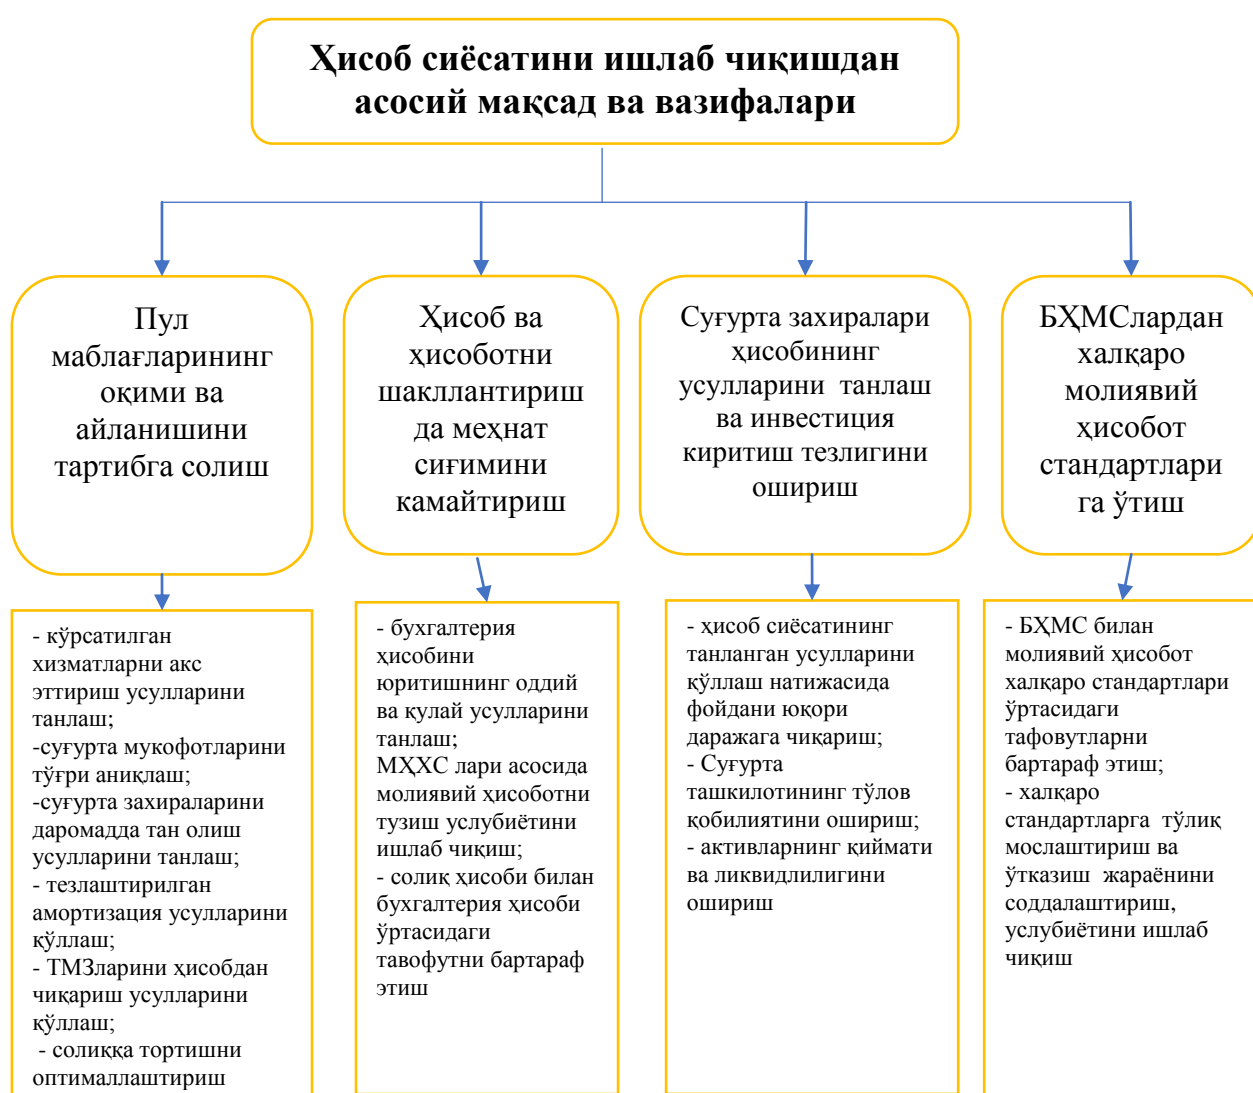 Ҳисоб сиёсатини ишлаб чиқишдан
асосий мақсад ва вазифалари
Пул
маблағларининг
оқими ва
айланишини
тартибга солиш
Ҳисоб ва
ҳисоботни
шакллантириш
да меҳнат
сиғимини
камайтириш
Суғурта захиралари
ҳисобининг
усулларини танлаш
ва инвестиция
киритиш тезлигини
ошириш
БҲМСлардан
халқаро
молиявий
ҳисобот
стандартлари
га ўтиш
- кўрсатилган
хизматларни акс
эттириш усулларини
танлаш;
-суғурта мукофотларини
тўғри аниқлаш;
-суғурта захираларини
даромадда тан олиш
усулларини танлаш;
- тезлаштирилган
амортизация усулларини
қўллаш;
- ТМЗларини ҳисобдан
чиқариш усулларини
қўллаш;
- солиққа тортишни
оптималлаштириш
- бухгалтерия
ҳисобини
юритишнинг оддий
ва қулай усулларини
танлаш;
МҲХС лари асосида
молиявий ҳисоботни
тузиш услубиётини
ишлаб чиқиш;
- солиқ ҳисоби билан
бухгалтерия ҳисоби
ўртасидаги
тавофутни бартараф
этиш
- ҳисоб сиёсатининг
танланган усулларини
қўллаш натижасида
фойдани юқори
даражага чиқариш;
- Суғурта
ташкилотининг тўлов
қобилиятини ошириш;
- активларнинг қиймати
ва ликвидлилигини
ошириш
- БҲМС билан
молиявий ҳисобот
халқаро стандартлари
ўртасидаги
тафовутларни
бартараф этиш;
- халқаро
стандартларга тўлиқ
мослаштириш ва
ўтказиш жараёнини
соддалаштириш,
услубиётини ишлаб
чиқиш